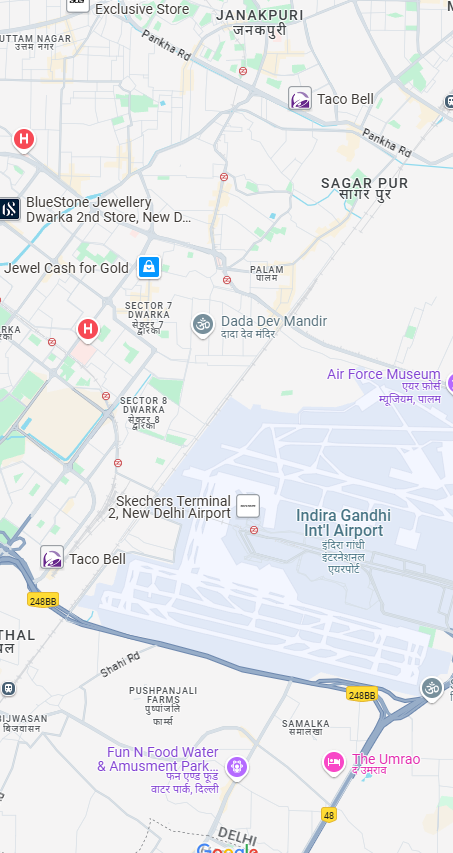 Exclusive Store
JANAKPURI
जनकपुरी
UTTAM NAGAR
उत्तम नगर
Pankha Rd
Taco Bell
Pankha Rd
H
SAGAR PUR
सागर पुर
BlueStone Jewellery
Dwarka 2nd Store, New D...
Jewel Cash for Gold
PALAM
पालम
SECTOR 7
DWARKA
सेक्टर 7
द्वारका
H
Dada Dev Mandir
दादा देव मंदिर
Air Force Museum
एयर फ़ोर्स
म्यूजियम, पालम
SECTOR 8
DWARKA
सेक्टर 8
द्वारका
Skechers Terminal
2, New Delhi Airport
Indira Gandhi
Int'l Airport
इंदिरा गांधी
इंटरनेशनल
एयरपोर्ट
Taco Bell
248BB
THAL
Shahi Rd
PUSHPANJALI
FARMS
पुष्पांजलि
फार्म्स
248BB
BIJWASAN
बिजवासन
SAMALKA
समालखा
Fun N Food Water
& Amusment Park...
फन एण्ड फूड
वाटर पार्क, दिल्ली
The Umrao
द उमराव
48
DELHI
Google